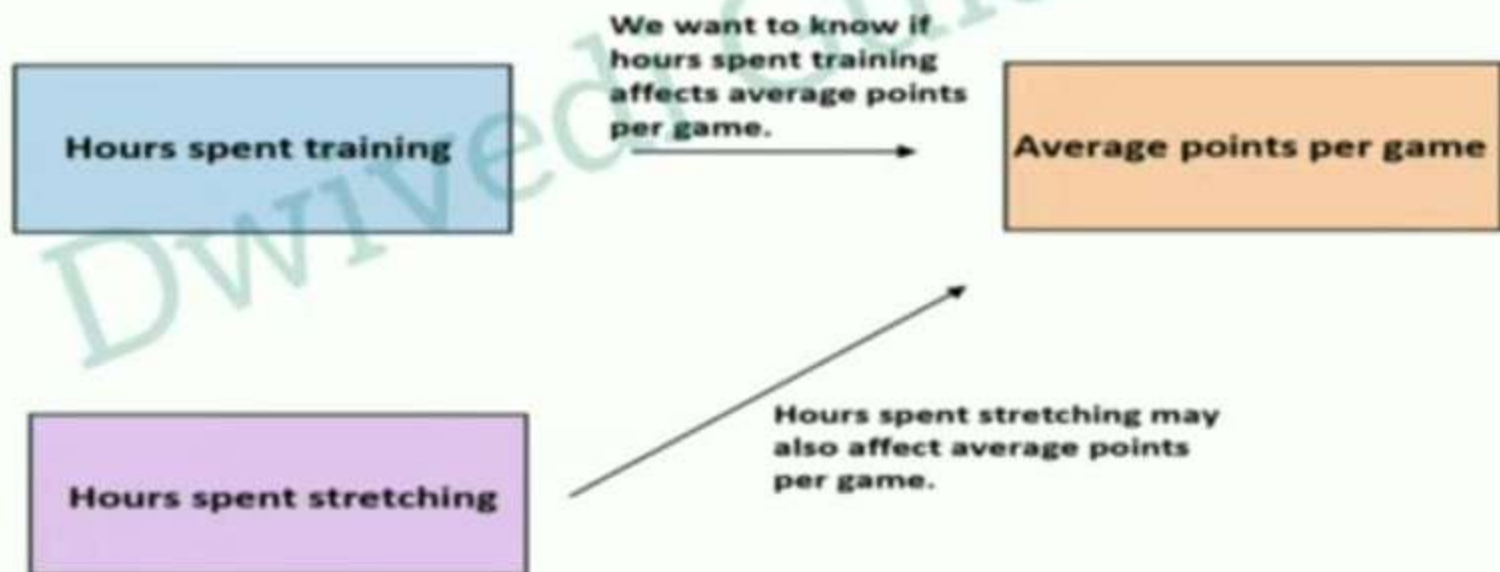 We want to know if
hours spent training
affects average points
per game.
Hours spent training
Average points per game
Hours spent stretching may
also affect average points
per game.
Hours spent stretching
Dwivedi